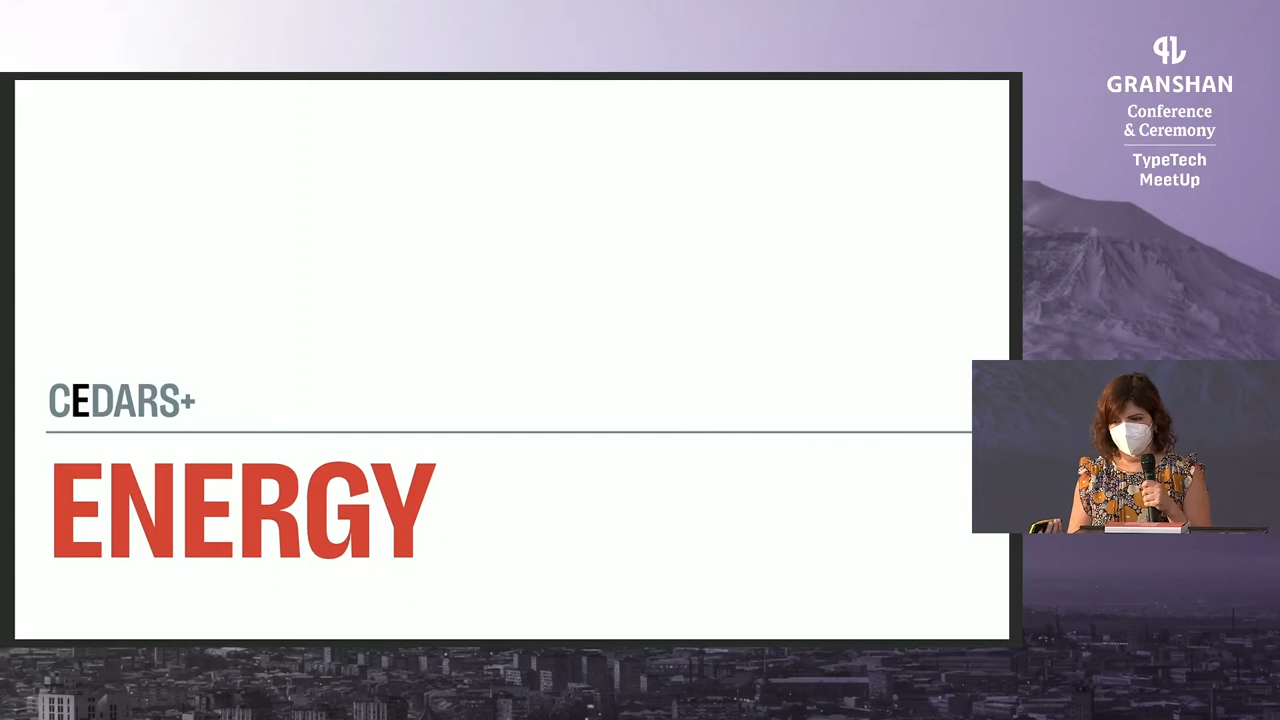 CEDARS+
ENERGY
GRANSHAN
Conference
& Ceremony
TypeTech
MeetUp